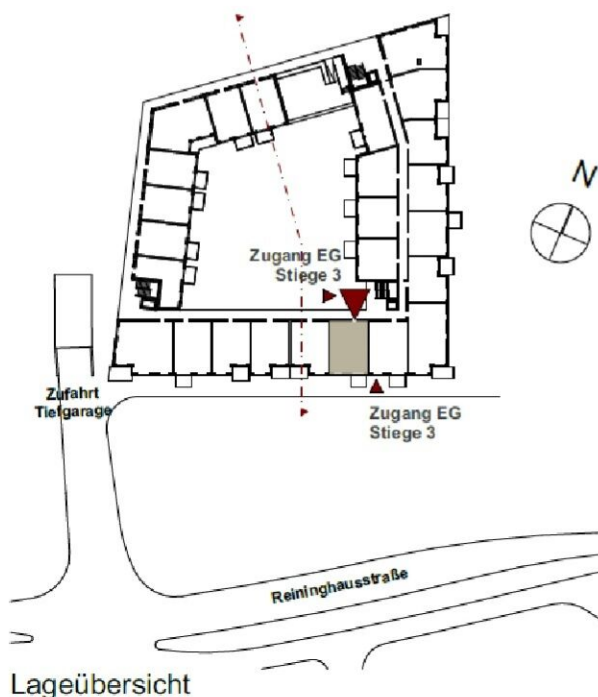 N
Zugang EG
Stiege 3
Zufahrt
Tiefgarage
Zugang EG
Stiege 3
Reininghausstraße
Lageübersicht